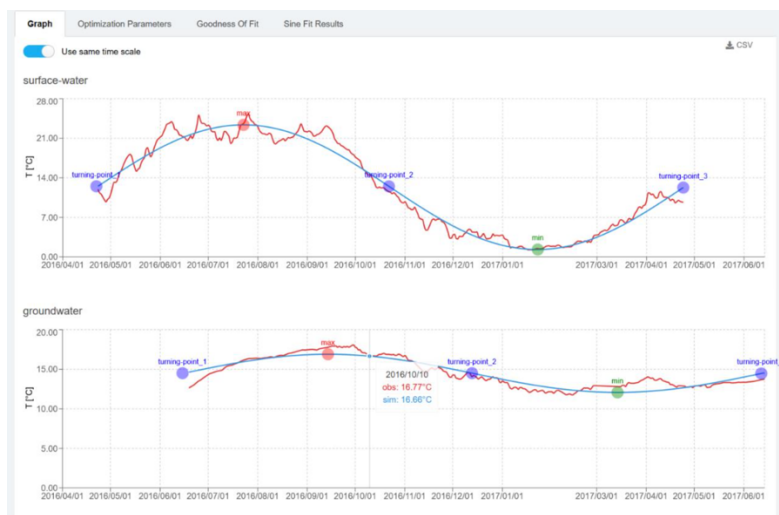 Graph Optimization Parameters Goodness Of Fit Sine Fit Results
Use same time scale CSV
surface-water
T [°C]
28.00
21.00
14.00
7.00
0.00
max
turning-point_1
turning-point_2
turning-point_3
min
2016/04/01 2016/05/01 2016/06/01 2016/07/01 2016/08/01 2016/09/01 2016/10/01 2016/11/01 2016/12/01 2017/01/01 2017/03/01 2017/04/01 2017/05/01 2017/06/01
groundwater
T [°C]
20.00
15.00
10.00
5.00
0.00
max
turning-point_1
turning-point_2
turning-point_
min
2016/10/10
obs: 16.77°C
sim: 16.66°C
2016/04/01 2016/05/01 2016/06/01 2016/07/01 2016/08/01 2016/09/01 2016/10/01 2016/11/01 2016/12/01 2017/01/01 2017/03/01 2017/04/01 2017/05/01 2017/06/01